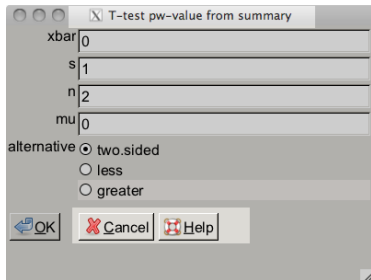 T-test pw-value from summary
xbar 0
s 1
n 2
mu 0
alternative two.sided
less
greater
OK Cancel Help